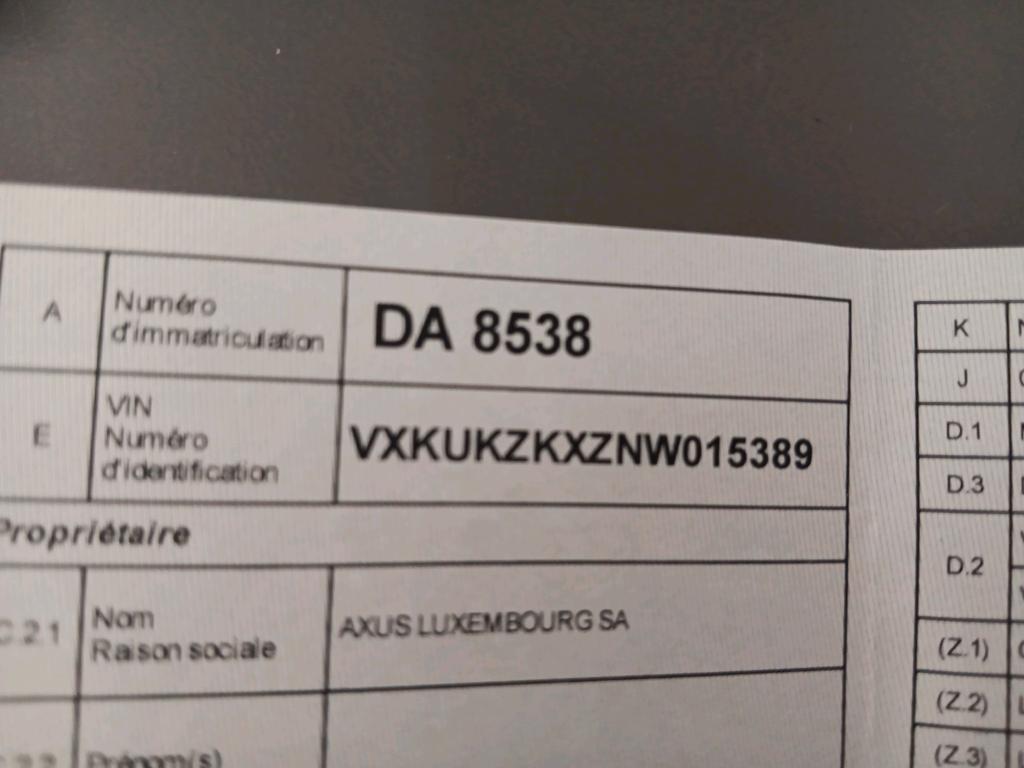 A
Numéro
d'immatriculation
DA 8538
E
VIN
Numéro
d'identification
VXKUKZKXZNW015389
Propriétaire
C.2.1
Nom
Raison sociale
AXUS LUXEMBOURG SA
Prénom(s)
K
J
D.1
D.3
D.2
(Z.1)
(Z.2)
(Z.3)